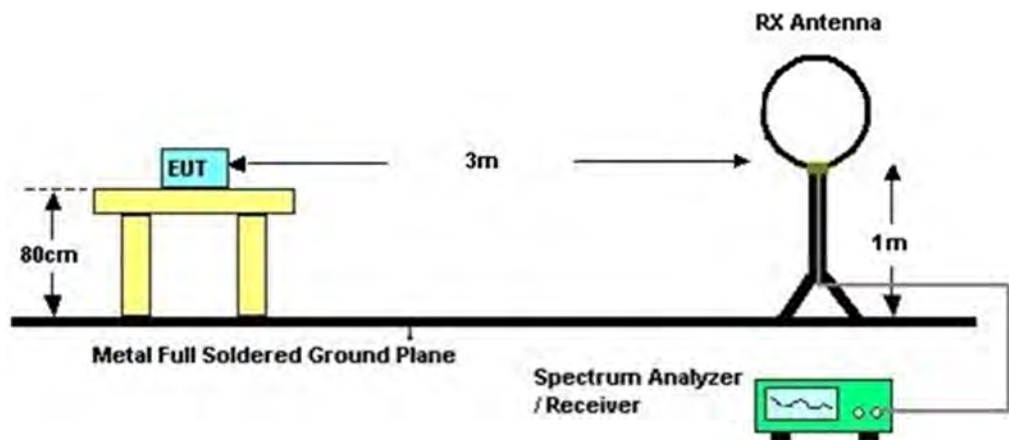 RX Antenna
EUT
3m
80cm
1m
Metal Full Soldered Ground Plane
Spectrum Analyzer
/ Receiver